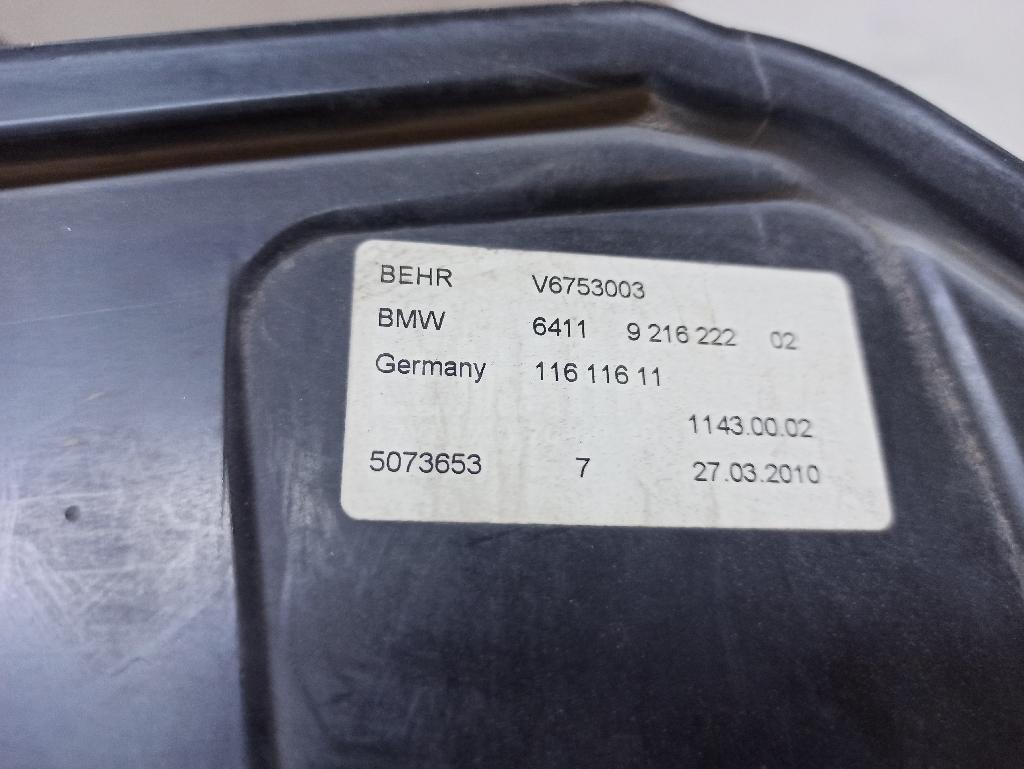 BEHR V6753003
BMW 6411 9 216 222 02
Germany 116 116 11
1143.00.02
5073653 7 27.03.2010